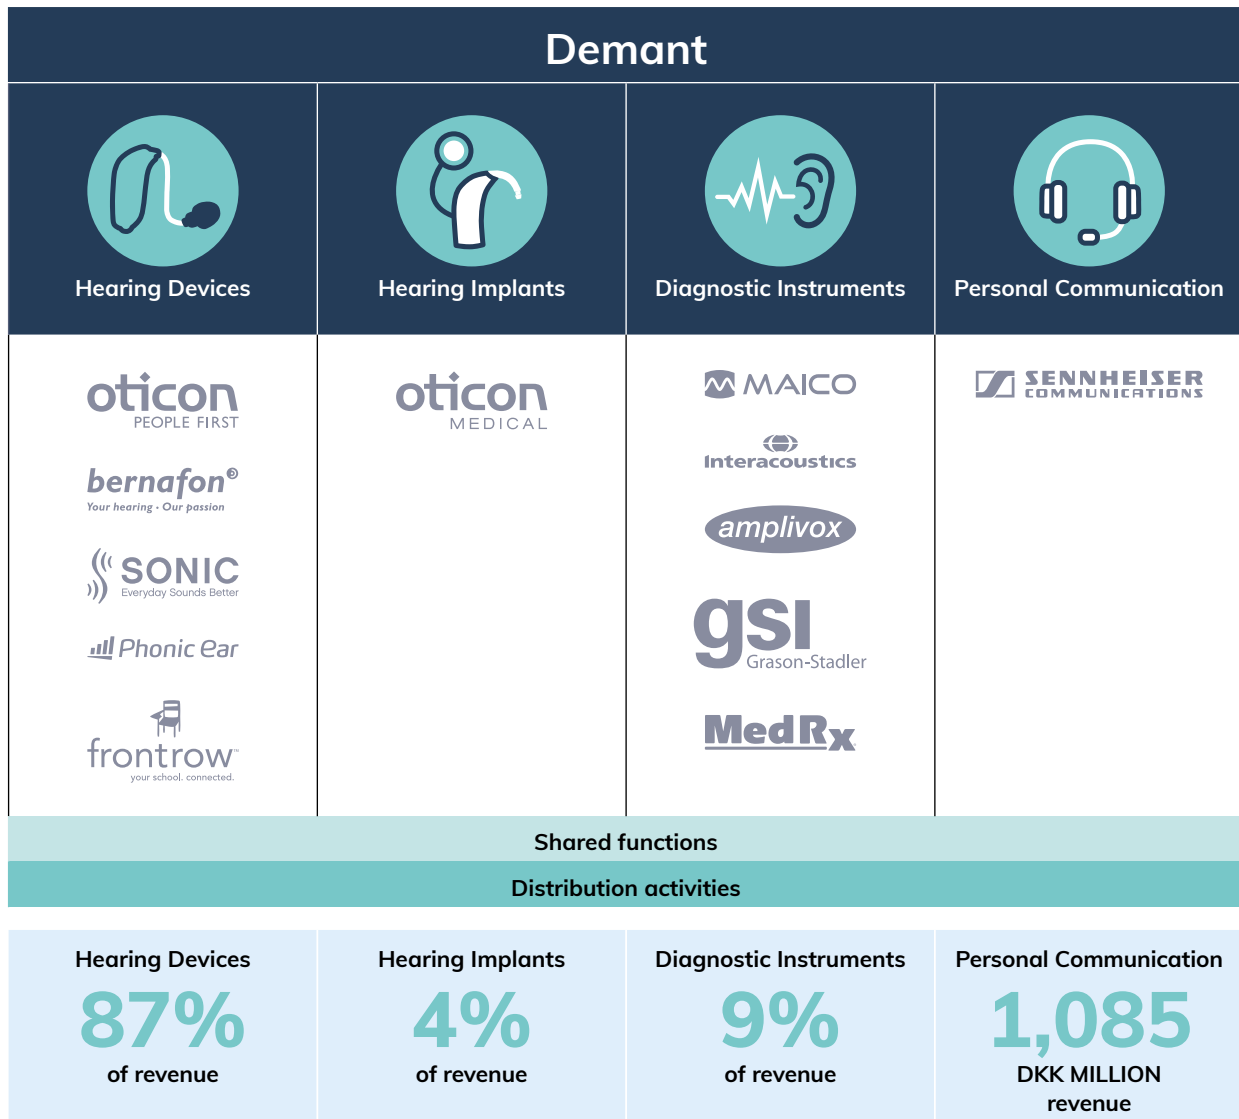 Demant
Hearing Devices
Hearing Implants
Diagnostic Instruments
Personal Communication
oticon
PEOPLE FIRST
bernafon®
Your hearing · Our passion
SONIC
Everyday Sounds Better
Phonic ear
frontrow™
your school. connected.
oticon
MEDICAL
MAICO
Interacoustics
amplivox
gsi
Grason-Stadler
MedRx
SENNHEISER
COMMUNICATIONS
Shared functions
Distribution activities
Hearing Devices
87%
of revenue
Hearing Implants
4%
of revenue
Diagnostic Instruments
9%
of revenue
Personal Communication
1,085
DKK MILLION
revenue